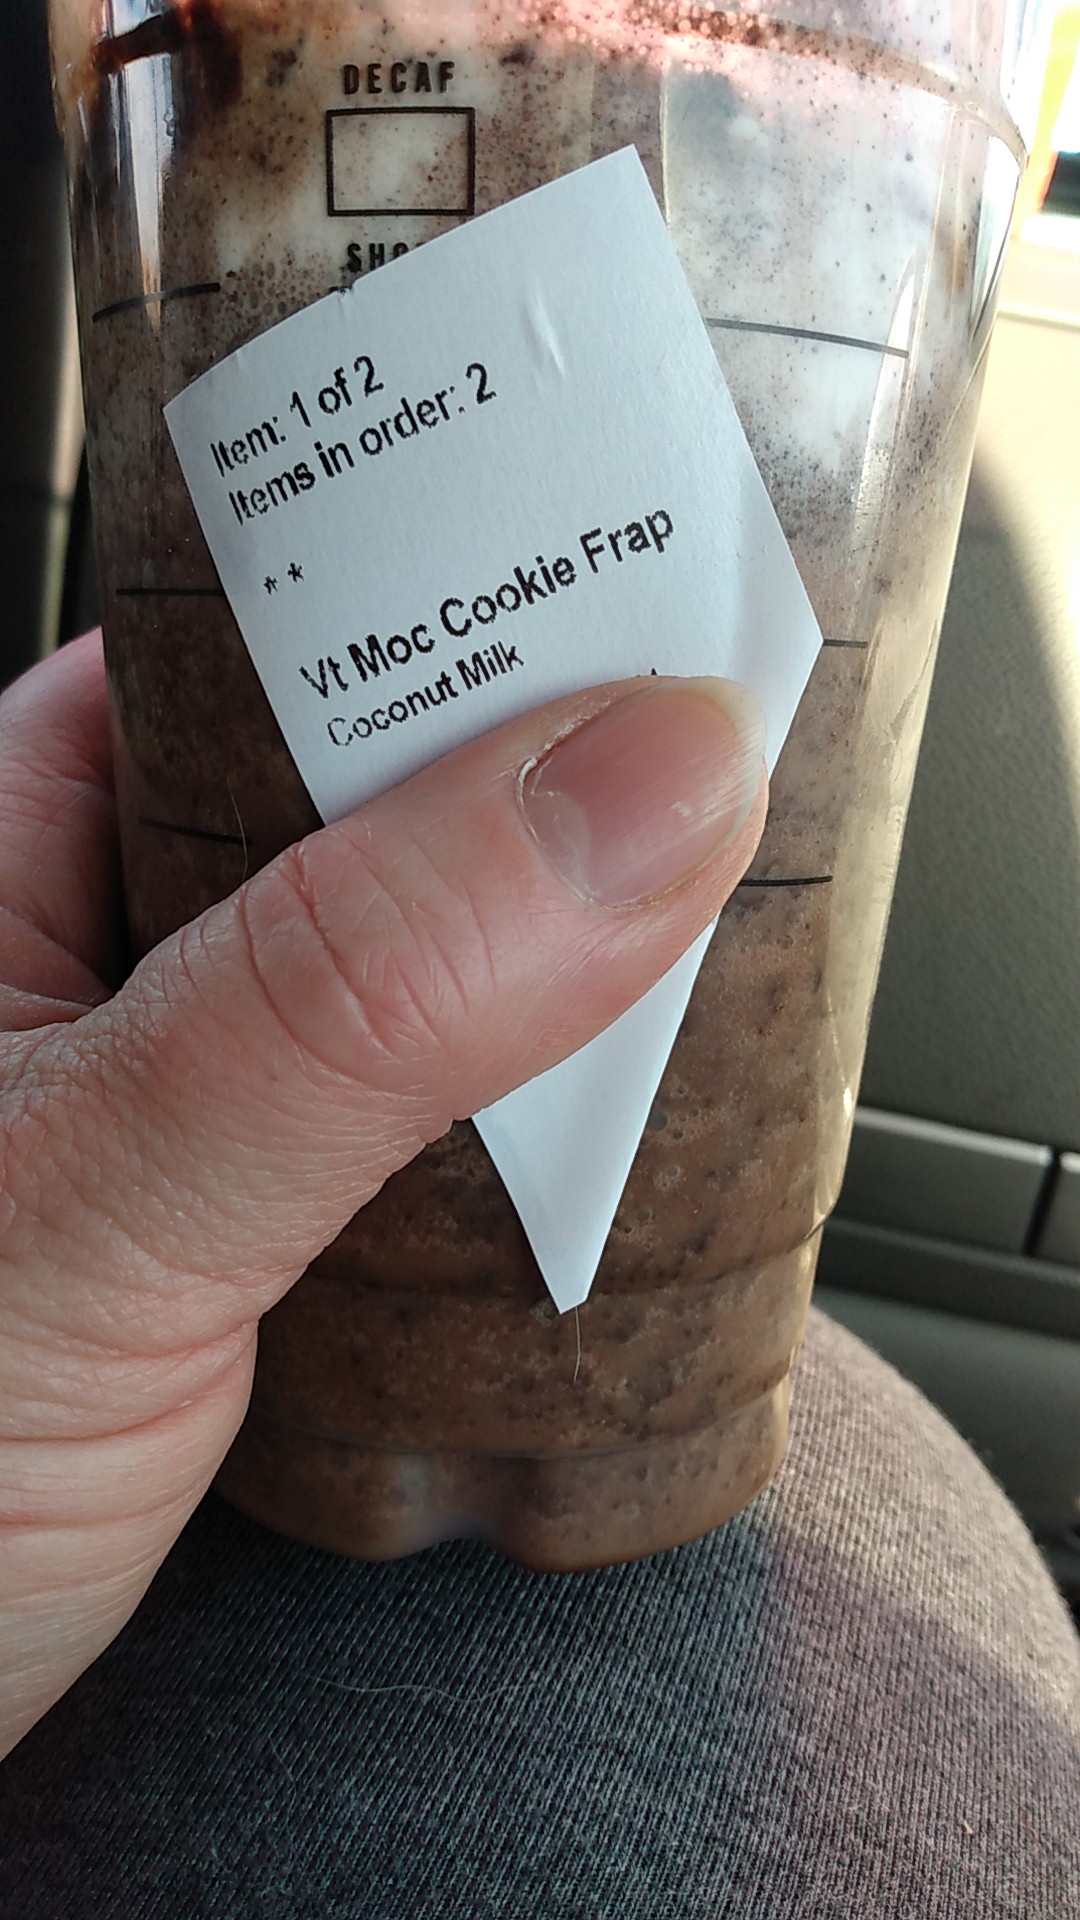 DECAF
Item: 1 of 2
Items in order: 2
**
Vt Moc Cookie Frap
Coconut Milk